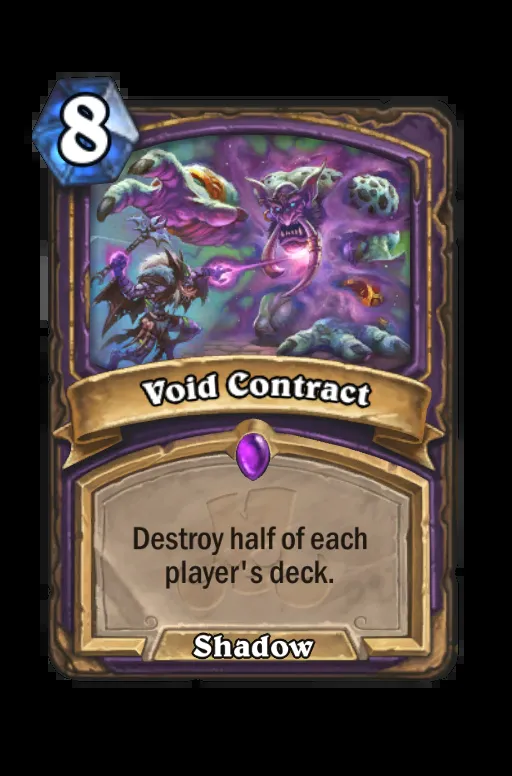 8
Void Contract
Destroy half of each
player's deck.
Shadow